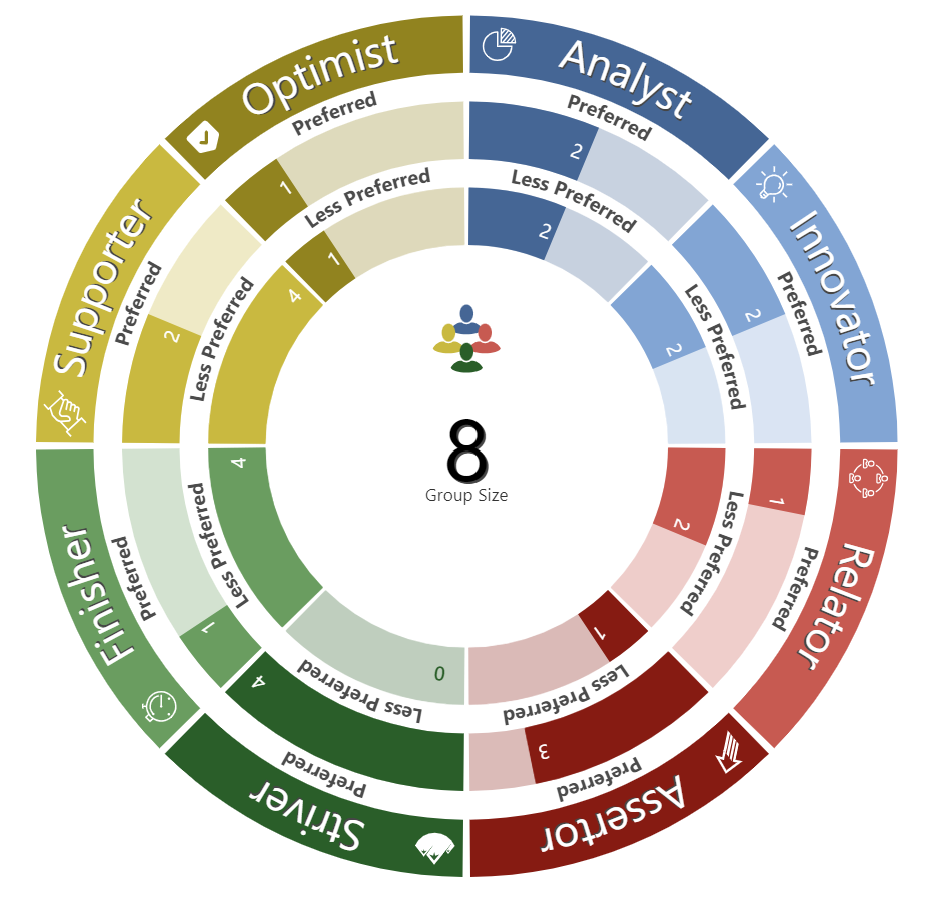 Analyst
Preferred
2
Less Preferred
2
Innovator
Preferred
2
Less Preferred
2
Relator
Preferred
1
Less Preferred
2
Assertor
Preferred
3
Less Preferred
1
Striver
Preferred
4
Less Preferred
0
Finisher
Preferred
1
Less Preferred
4
Supporter
Preferred
2
Less Preferred
4
Optimist
Preferred
1
Less Preferred
1
8
Group Size